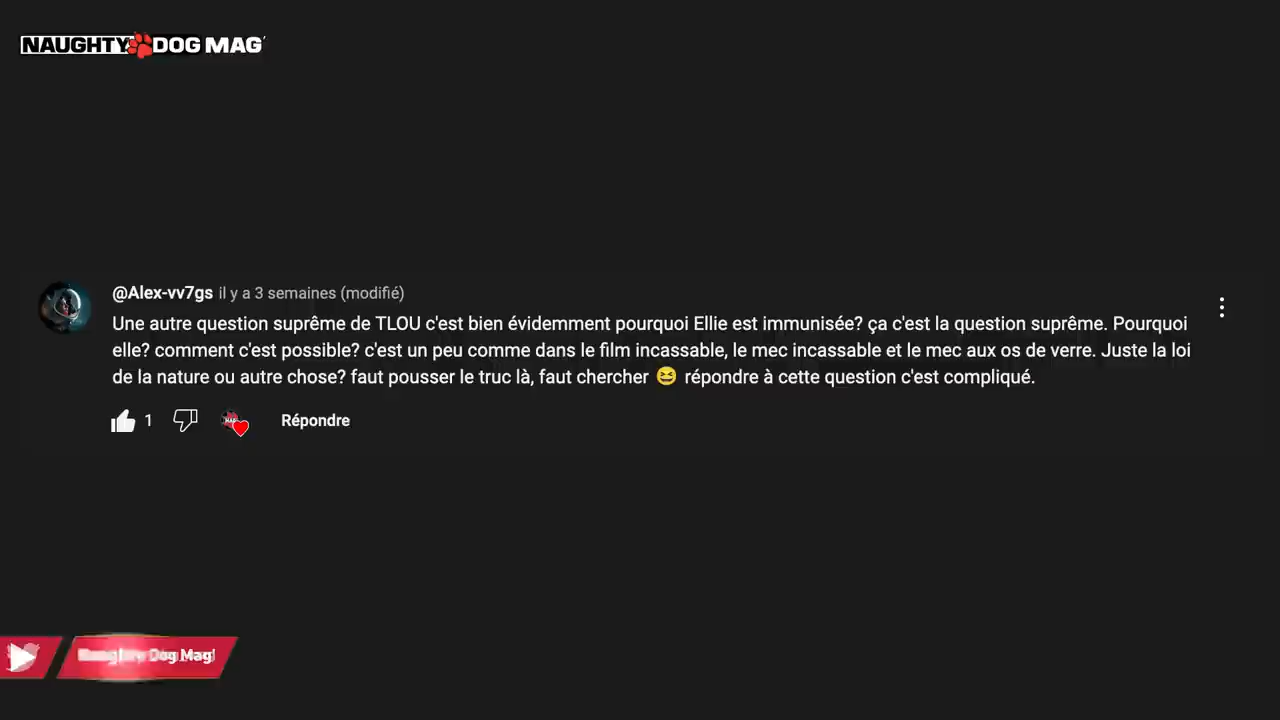 NAUGHTY DOG MAG'
@Alex-vv7gs il y a 3 semaines (modifié)
Une autre question suprême de TLOU c'est bien évidemment pourquoi Ellie est immunisée? ça c'est la question suprême. Pourquoi
elle? comment c'est possible? c'est un peu comme dans le film incassable, le mec incassable et le mec aux os de verre. Juste la loi
de la nature ou autre chose? faut pousser le truc là, faut chercher 😆 répondre à cette question c'est compliqué.
1 Répondre
Dog Mag'